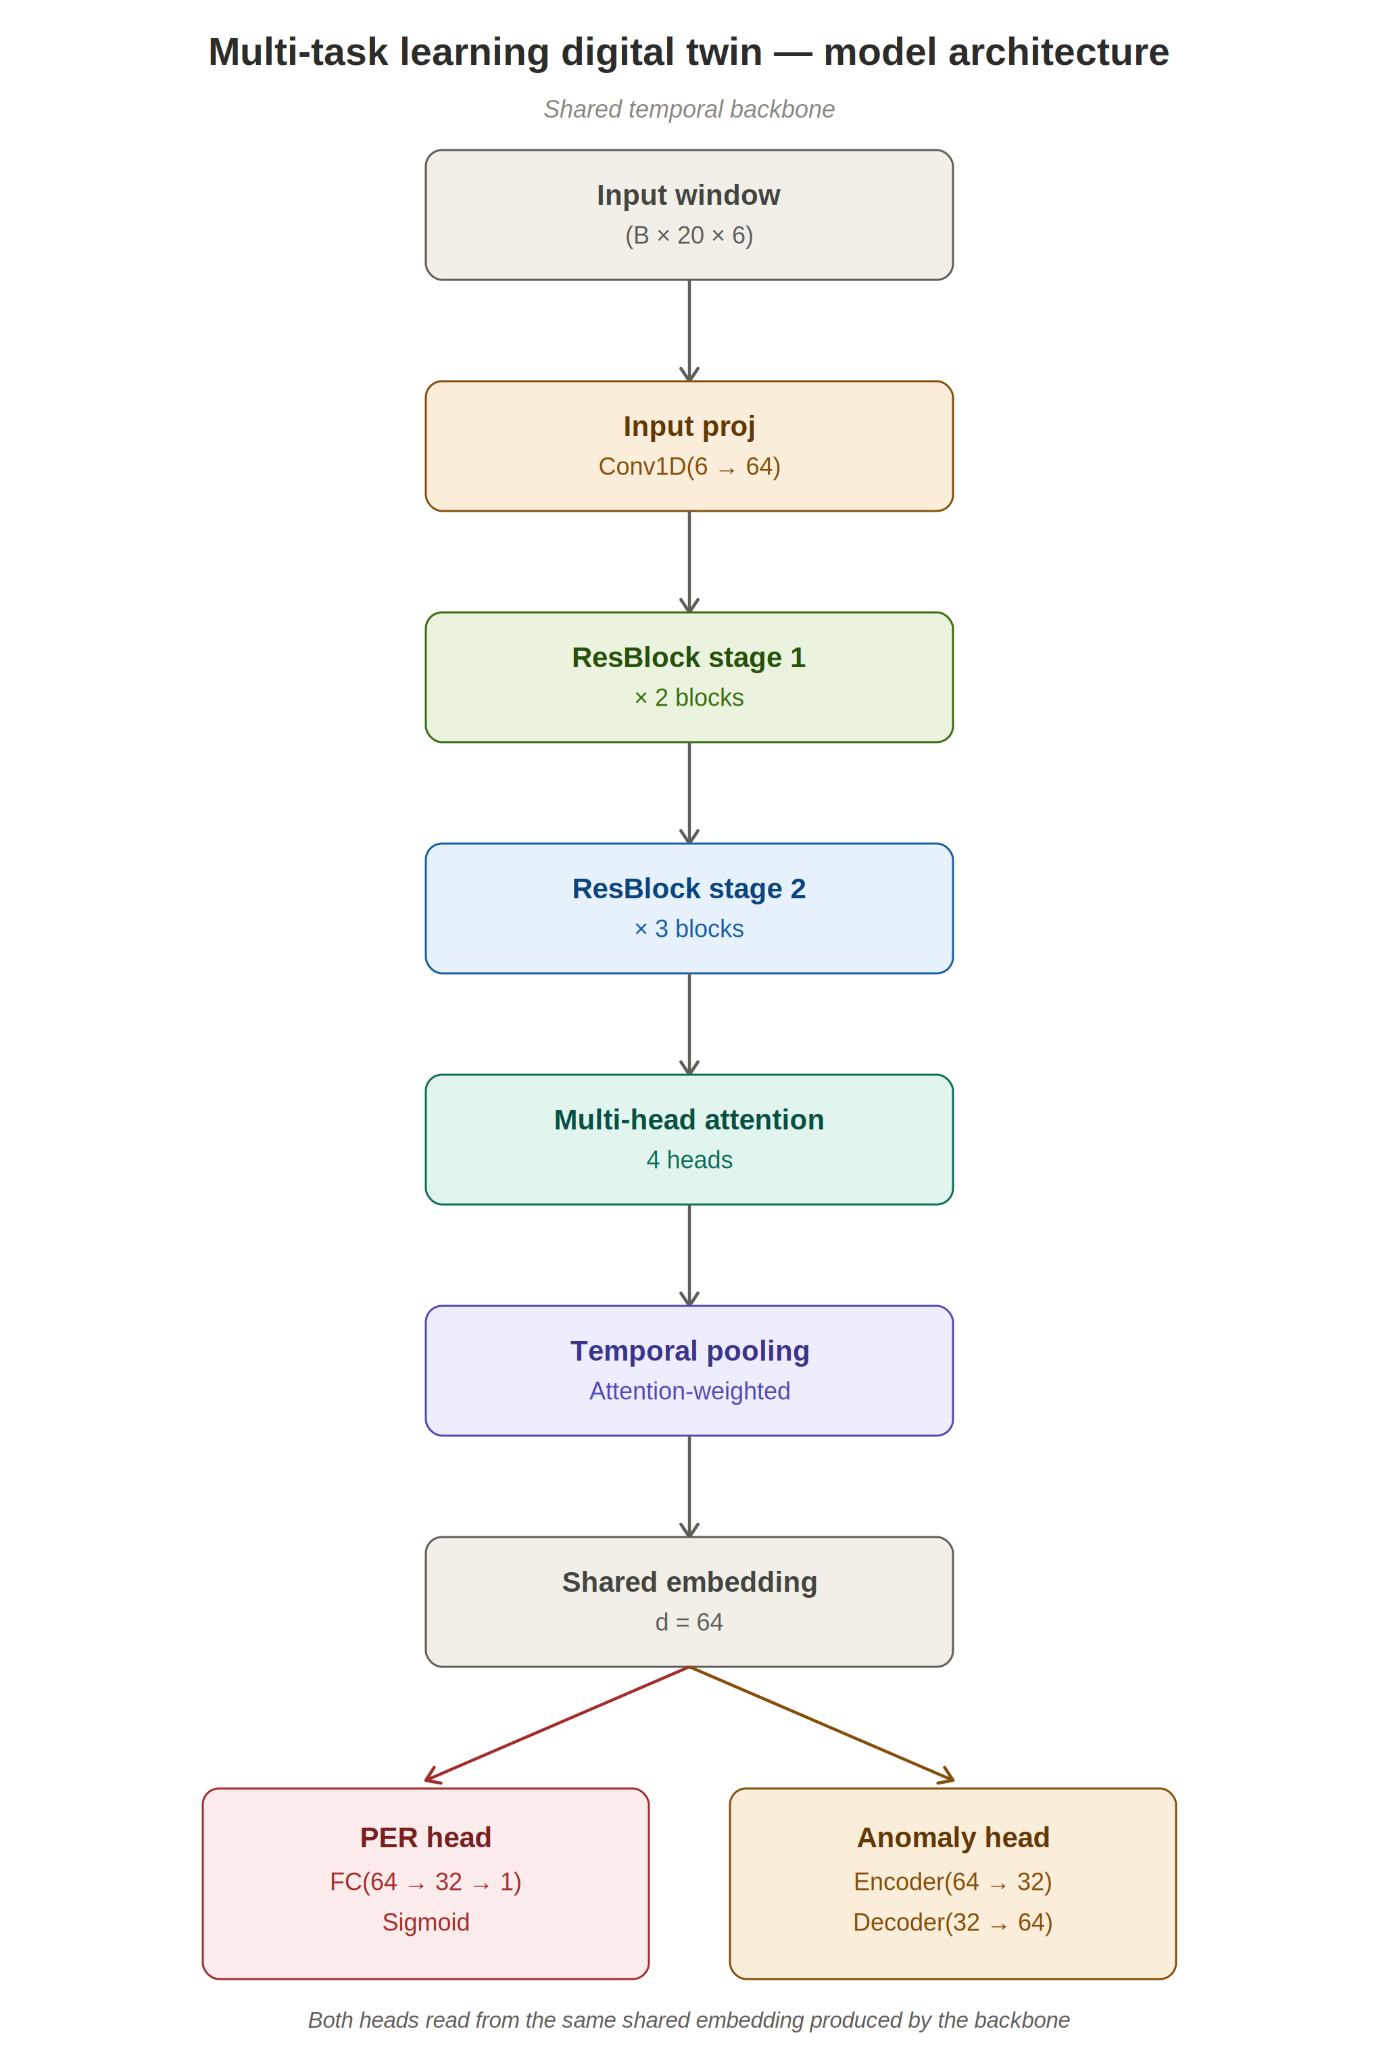 Multi-task learning digital twin — model architecture
Shared temporal backbone
Input window
(B × 20 × 6)
Input proj
Conv1D(6 → 64)
ResBlock stage 1
× 2 blocks
ResBlock stage 2
× 3 blocks
Multi-head attention
4 heads
Temporal pooling
Attention-weighted
Shared embedding
d = 64
PER head
FC(64 → 32 → 1)
Sigmoid
Anomaly head
Encoder(64 → 32)
Decoder(32 → 64)
Both heads read from the same shared embedding produced by the backbone